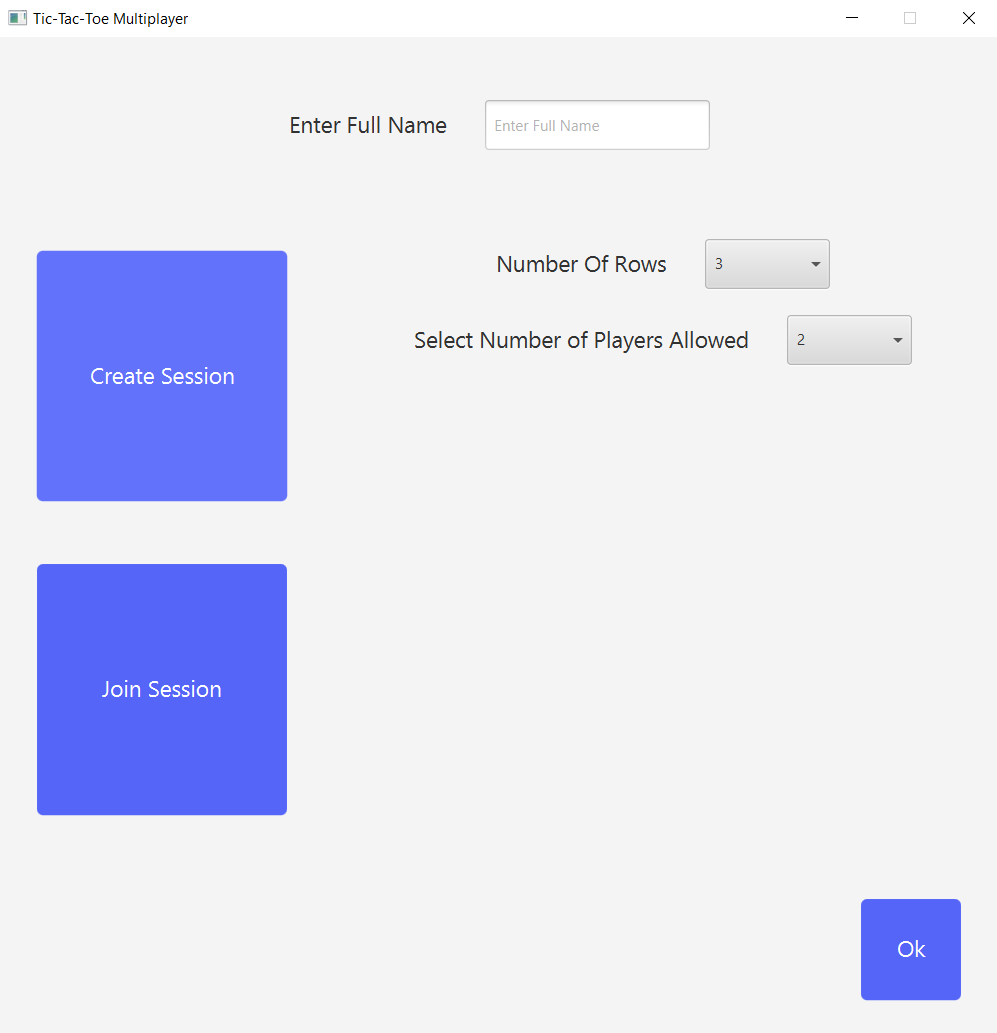 Tic-Tac-Toe Multiplayer
Enter Full Name
Enter Full Name
Number Of Rows
3
Select Number of Players Allowed
2
Create Session
Join Session
Ok